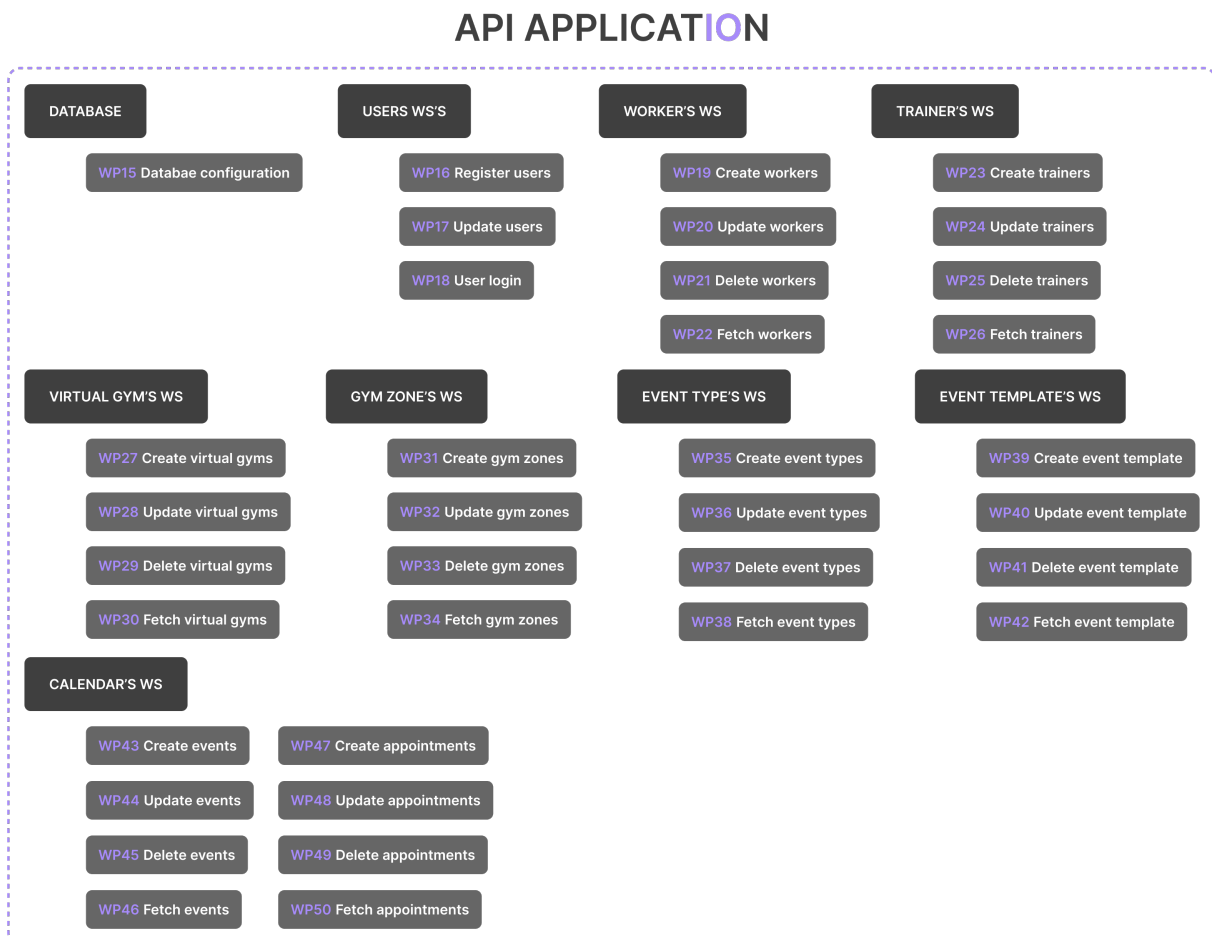 API APPLICATION
DATABASE
WP15 Databae configuration
USERS WS'S
WP16 Register users
WP17 Update users
WP18 User login
WORKER'S WS
WP19 Create workers
WP20 Update workers
WP21 Delete workers
WP22 Fetch workers
TRAINER'S WS
WP23 Create trainers
WP24 Update trainers
WP25 Delete trainers
WP26 Fetch trainers
VIRTUAL GYM'S WS
WP27 Create virtual gyms
WP28 Update virtual gyms
WP29 Delete virtual gyms
WP30 Fetch virtual gyms
GYM ZONE'S WS
WP31 Create gym zones
WP32 Update gym zones
WP33 Delete gym zones
WP34 Fetch gym zones
EVENT TYPE'S WS
WP35 Create event types
WP36 Update event types
WP37 Delete event types
WP38 Fetch event types
EVENT TEMPLATE'S WS
WP39 Create event template
WP40 Update event template
WP41 Delete event template
WP42 Fetch event template
CALENDAR'S WS
WP43 Create events
WP44 Update events
WP45 Delete events
WP46 Fetch events
WP47 Create appointments
WP48 Update appointments
WP49 Delete appointments
WP50 Fetch appointments